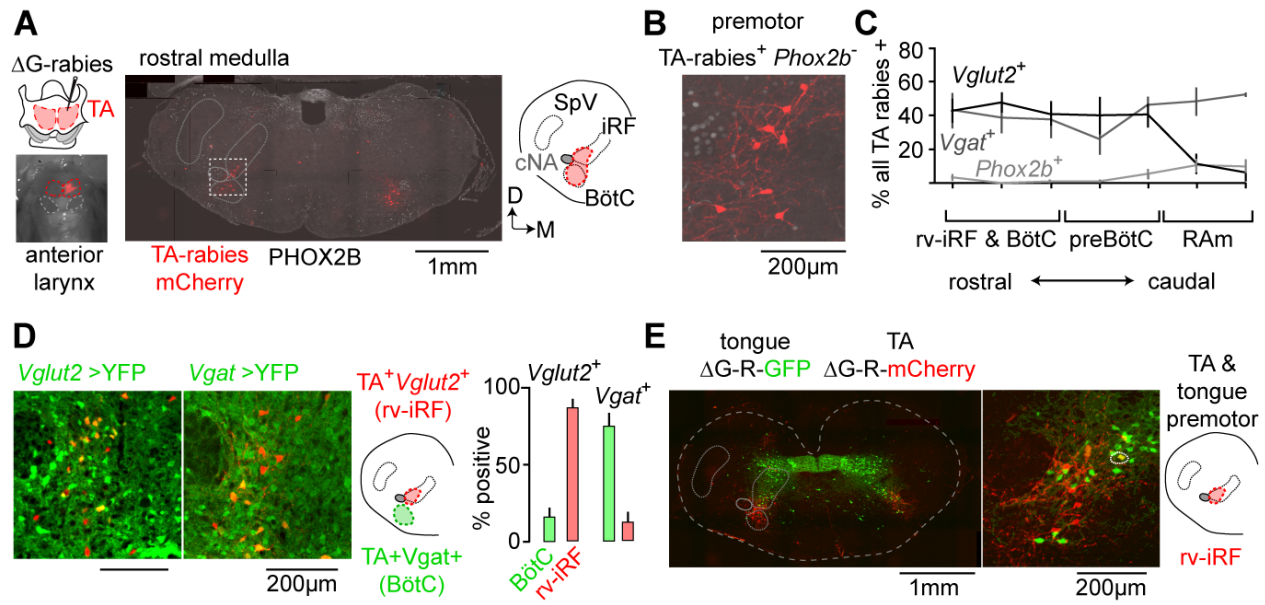 A
ΔG-rabies
TA
anterior
larynx
rostral medulla
TA-rabies
mCherry
PHOX2B
1mm
SpV
iRF
cNA
BötC
D
M
B
premotor
TA-rabies+ Phox2b-
200µm
C
% all TA rabies +
80
60
40
20
Vglut2+
Vgat+
Phox2b+
rv-iRF & BötC
preBötC
RAm
rostral
caudal
D
Vglut2 >YFP
Vgat >YFP
200µm
TA+Vglut2+
(rv-iRF)
TA+Vgat+
(BötC)
% positive
100
50
0
Vglut2+
Vgat+
BötC
rv-iRF
E
tongue
ΔG-R-GFP
TA
ΔG-R-mCherry
1mm
200µm
TA &
tongue
premotor
rv-iRF